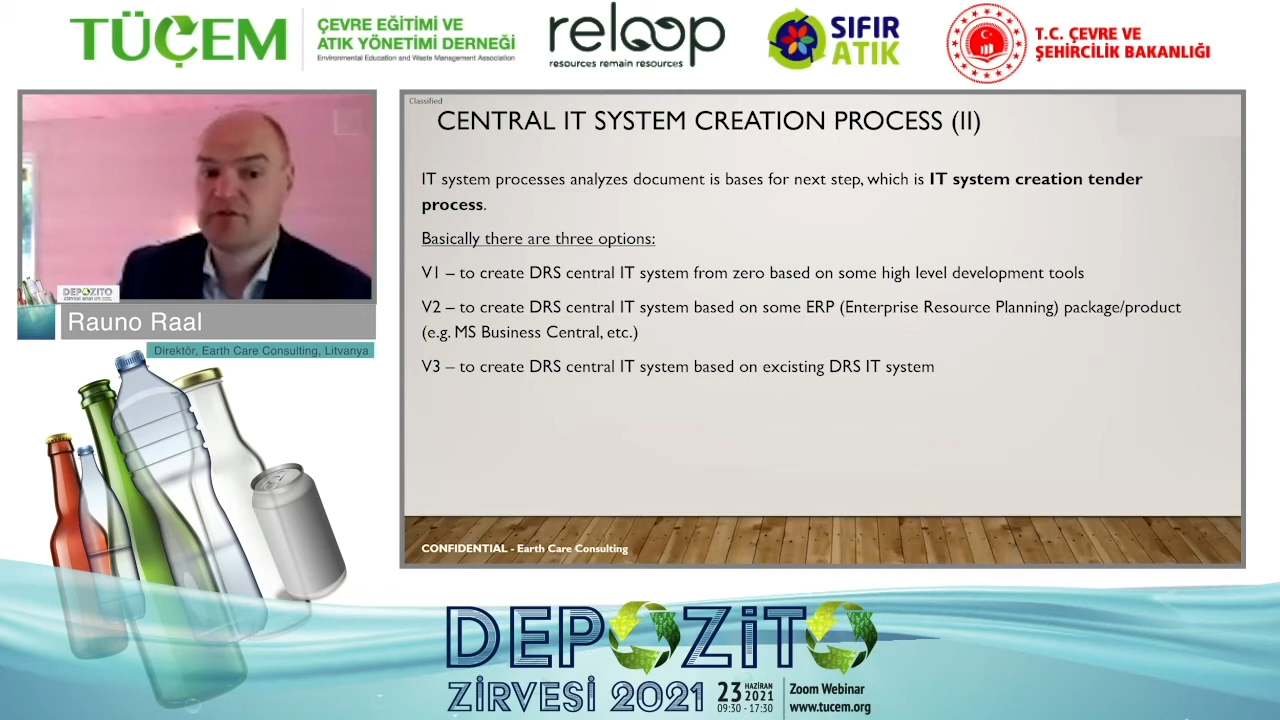 TÜÇEM
ÇEVRE EĞİTİMİ VE
ATIK YÖNETİMİ DERNEĞİ
Environmental Education and Waste Management Association
reloop
resources remain resources
SIFIR
ATIK
T.C. ÇEVRE VE
ŞEHİRCİLİK BAKANLIĞI
Classified
CENTRAL IT SYSTEM CREATION PROCESS (II)
IT system processes analyzes document is bases for next step, which is IT system creation tender
process.
Basically there are three options:
V1 – to create DRS central IT system from zero based on some high level development tools
V2 – to create DRS central IT system based on some ERP (Enterprise Resource Planning) package/product
(e.g. MS Business Central, etc.)
V3 – to create DRS central IT system based on excisting DRS IT system
CONFIDENTIAL - Earth Care Consulting
DEPOZİTO
Rauno Raal
Direktör, Earth Care Consulting, Litvanya
DEPOZİTO
ZİRVESİ 2021
23 HAZİRAN 2021
09:30 - 17:30
Zoom Webinar
www.tucem.org